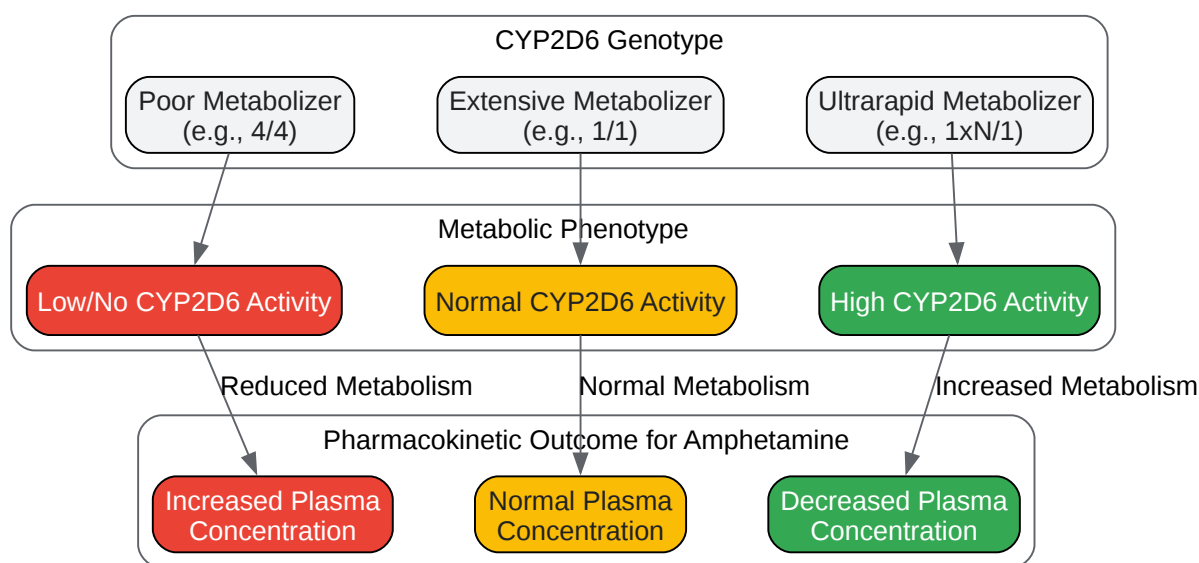 CYP2D6 Genotype
Poor Metabolizer
(e.g., 4/4)
Extensive Metabolizer
(e.g., 1/1)
Ultrarapid Metabolizer
(e.g., 1xN/1)
Metabolic Phenotype
Low/No CYP2D6 Activity
Normal CYP2D6 Activity
High CYP2D6 Activity
Reduced Metabolism
Normal Metabolism
Increased Metabolism
Pharmacokinetic Outcome for Amphetamine
Increased Plasma
Concentration
Normal Plasma
Concentration
Decreased Plasma
Concentration